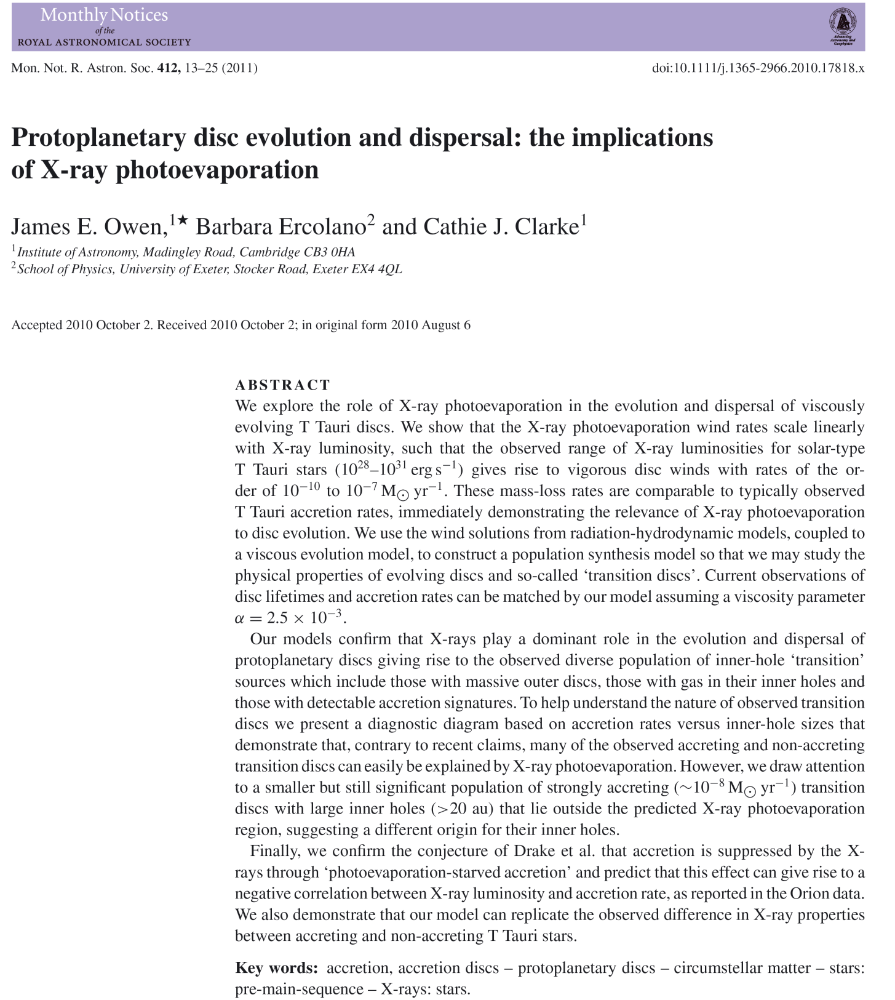 Monthly Notices
of the
ROYAL ASTRONOMICAL SOCIETY
Advancing
Astronomy and
Geophysics
Mon. Not. R. Astron. Soc. 412, 13–25 (2011)
doi:10.1111/j.1365-2966.2010.17818.x
Protoplanetary disc evolution and dispersal: the implications
of X-ray photoevaporation
James E. Owen,¹★ Barbara Ercolano² and Cathie J. Clarke¹
¹Institute of Astronomy, Madingley Road, Cambridge CB3 0HA
²School of Physics, University of Exeter, Stocker Road, Exeter EX4 4QL
Accepted 2010 October 2. Received 2010 October 2; in original form 2010 August 6
ABSTRACT
We explore the role of X-ray photoevaporation in the evolution and dispersal of viscously
evolving T Tauri discs. We show that the X-ray photoevaporation wind rates scale linearly
with X-ray luminosity, such that the observed range of X-ray luminosities for solar-type
T Tauri stars (10²⁸–10³¹ erg s⁻¹) gives rise to vigorous disc winds with rates of the or-
der of 10⁻¹⁰ to 10⁻⁷ M⊙ yr⁻¹. These mass-loss rates are comparable to typically observed
T Tauri accretion rates, immediately demonstrating the relevance of X-ray photoevaporation
to disc evolution. We use the wind solutions from radiation-hydrodynamic models, coupled to
a viscous evolution model, to construct a population synthesis model so that we may study the
physical properties of evolving discs and so-called ‘transition discs’. Current observations of
disc lifetimes and accretion rates can be matched by our model assuming a viscosity parameter
α = 2.5 × 10⁻³.
Our models confirm that X-rays play a dominant role in the evolution and dispersal of
protoplanetary discs giving rise to the observed diverse population of inner-hole ‘transition’
sources which include those with massive outer discs, those with gas in their inner holes and
those with detectable accretion signatures. To help understand the nature of observed transition
discs we present a diagnostic diagram based on accretion rates versus inner-hole sizes that
demonstrate that, contrary to recent claims, many of the observed accreting and non-accreting
transition discs can easily be explained by X-ray photoevaporation. However, we draw attention
to a smaller but still significant population of strongly accreting (∼10⁻⁸ M⊙ yr⁻¹) transition
discs with large inner holes (>20 au) that lie outside the predicted X-ray photoevaporation
region, suggesting a different origin for their inner holes.
Finally, we confirm the conjecture of Drake et al. that accretion is suppressed by the X-
rays through ‘photoevaporation-starved accretion’ and predict that this effect can give rise to a
negative correlation between X-ray luminosity and accretion rate, as reported in the Orion data.
We also demonstrate that our model can replicate the observed difference in X-ray properties
between accreting and non-accreting T Tauri stars.
Key words: accretion, accretion discs – protoplanetary discs – circumstellar matter – stars:
pre-main-sequence – X-rays: stars.